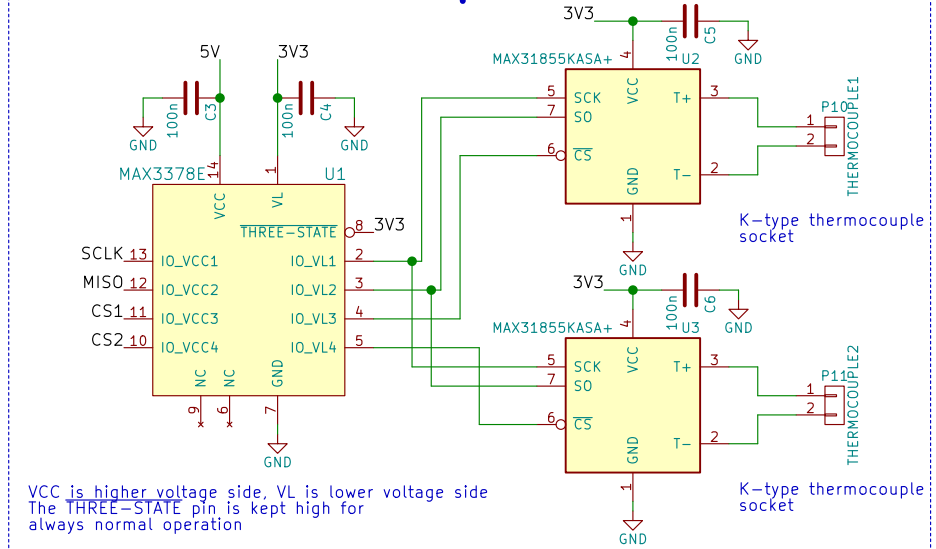 3V3
C5
100n
GND
MAX31855KASA+
U2
4
VCC
5 SCK
7 SO
6 CS
T+ 3
T- 2
GND
1
GND
P10
1
2
THERMOCOUPLE1
K-type thermocouple
socket
5V
3V3
100n
C3
GND
100n
C4
GND
MAX3378E
U1
14
VCC
1
VL
THREE-STATE 8 3V3
SCLK 13 IO_VCC1
MISO 12 IO_VCC2
CS1 11 IO_VCC3
CS2 10 IO_VCC4
IO_VL1 2
IO_VL2 3
IO_VL3 4
IO_VL4 5
NC
9
NC
6
GND
7
GND
3V3
100n
C6
GND
MAX31855KASA+
U3
4
VCC
5 SCK
7 SO
6 CS
T+ 3
T- 2
GND
1
GND
P11
1
2
THERMOCOUPLE2
K-type thermocouple
socket
VCC is higher voltage side, VL is lower voltage side
The THREE-STATE pin is kept high for
always normal operation